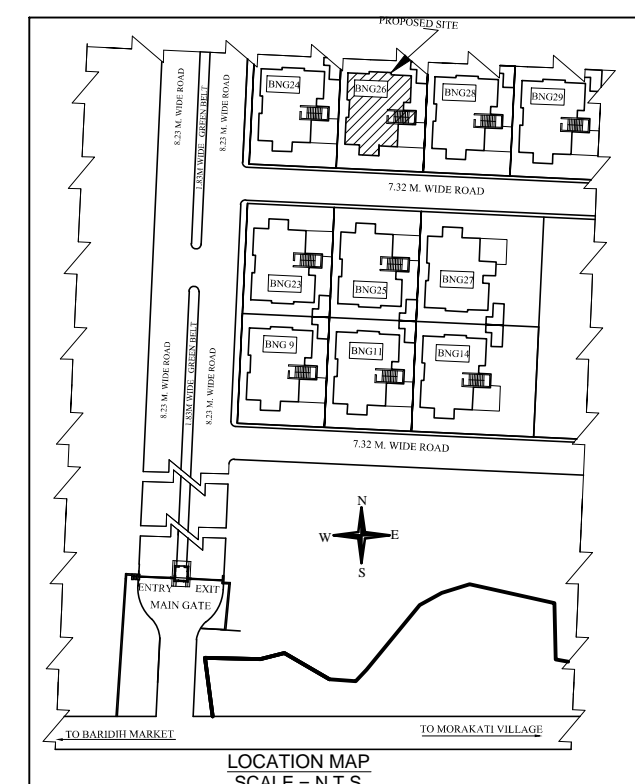 PROPOSED SITE
BNG24
BNG26
BNG28
BNG29
8.23 M. WIDE ROAD
1.83M WIDE GREEN BELT
8.23 M. WIDE ROAD
7.32 M. WIDE ROAD
BNG23
BNG25
BNG27
BNG 9
BNG11
BNG14
8.23 M. WIDE ROAD
1.83M WIDE GREEN BELT
8.23 M. WIDE ROAD
7.32 M. WIDE ROAD
N
W
E
S
ENTRY
EXIT
MAIN GATE
TO BARIDIH MARKET
TO MORAKATI VILLAGE
LOCATION MAP
SCALE = N.T.S